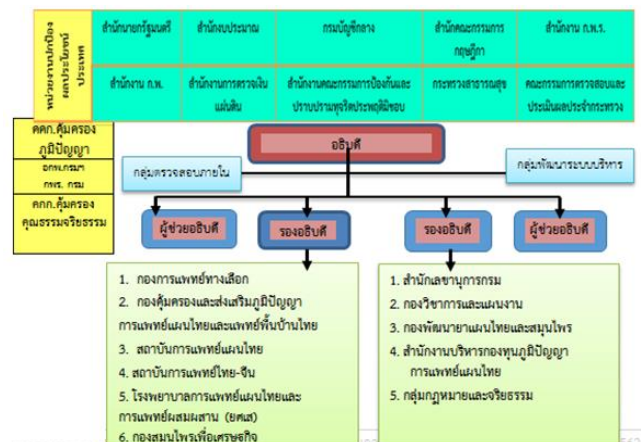 หน่วยงานปกป้อง
ผลประโยชน์
ประเทศ
สำนักนายกรัฐมนตรี
สำนักงบประมาณ
กรมบัญชีกลาง
สำนักคณะกรรมการ
กฤษฎีกา
สำนักงาน ก.พ.ร.
สำนักงาน ก.พ.
สำนักงานการตรวจเงิน
แผ่นดิน
สำนักงานคณะกรรมการป้องกันและ
ปราบปรามทุจริตประพฤติมิชอบ
กระทรวงสาธารณสุข
คณะกรรมการตรวจสอบและ
ประเมินผลประจำกระทรวง
คคก.คุ้มครอง
ภูมิปัญญา
อกพ.กรมฯ
กพร. กรม
คกก.คุ้มครอง
คุณธรรมจริยธรรม
อธิบดี
กลุ่มตรวจสอบภายใน
กลุ่มพัฒนาระบบบริหาร
ผู้ช่วยอธิบดี
รองอธิบดี
รองอธิบดี
ผู้ช่วยอธิบดี
1. กองการแพทย์ทางเลือก
2. กองคุ้มครองและส่งเสริมภูมิปัญญา
การแพทย์แผนไทยและแพทย์พื้นบ้านไทย
3. สถาบันการแพทย์แผนไทย
4. สถาบันการแพทย์ไทย-จีน
5. โรงพยาบาลการแพทย์แผนไทยและ
การแพทย์ผสมผสาน (ยศเส)
6. กองสมุนไพรเพื่อเศรษฐกิจ
1. สำนักเลขานุการกรม
2. กองวิชาการและแผนงาน
3. กองพัฒนายาแผนไทยและสมุนไพร
4. สำนักงานบริหารกองทุนภูมิปัญญา
การแพทย์แผนไทย
5. กลุ่มกฎหมายและจริยธรรม